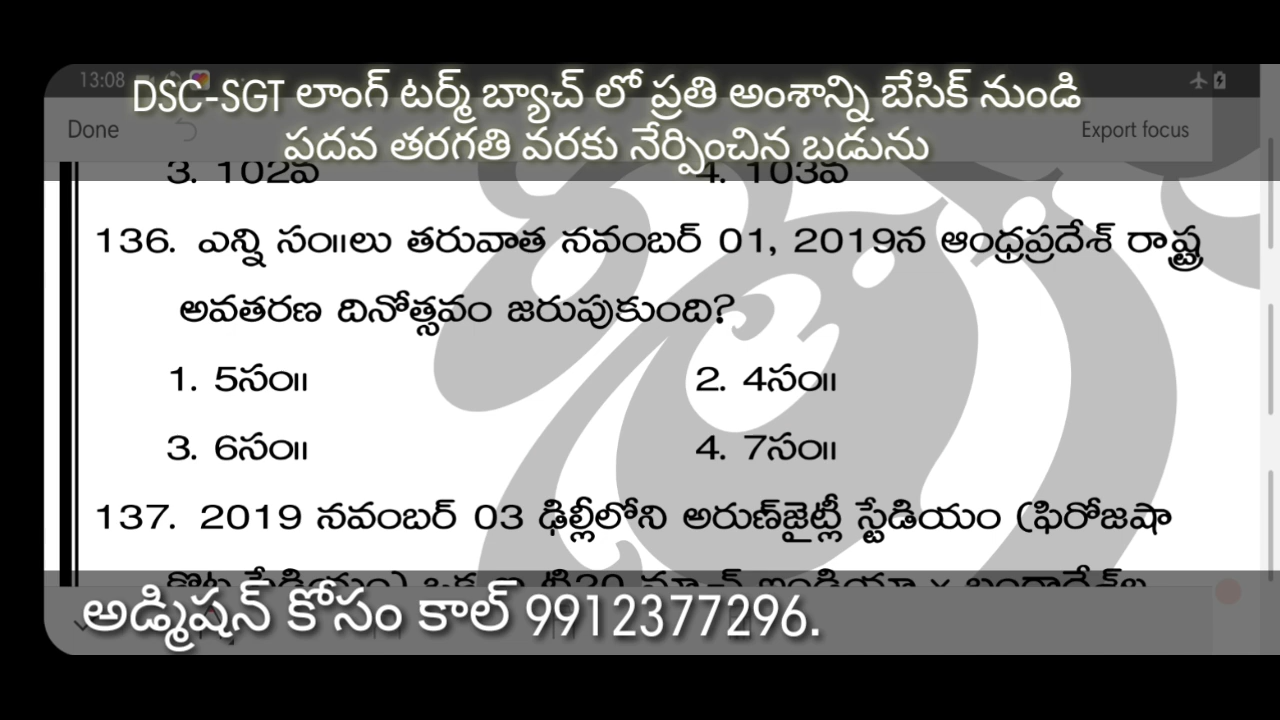 13:08
DSC-SGT లాంగ్ టర్మ్ బ్యాచ్ లో ప్రతి అంశాన్ని బేసిక్ నుండి
Done
Export focus
పదవ తరగతి వరకు నేర్పించిన బడును
3. 102వ 4. 103వ
136. ఎన్ని సం॥లు తరువాత నవంబర్ 01, 2019న ఆంధ్రప్రదేశ్ రాష్ట్ర
అవతరణ దినోత్సవం జరుపుకుంది?
1. 5సం॥ 2. 4సం॥
3. 6సం॥ 4. 7సం॥
137. 2019 నవంబర్ 03 ఢిల్లీలోని అరుణ్‌జైట్లీ స్టేడియం (ఫిరోజషా
అడ్మిషన్ కోసం కాల్ 9912377296.